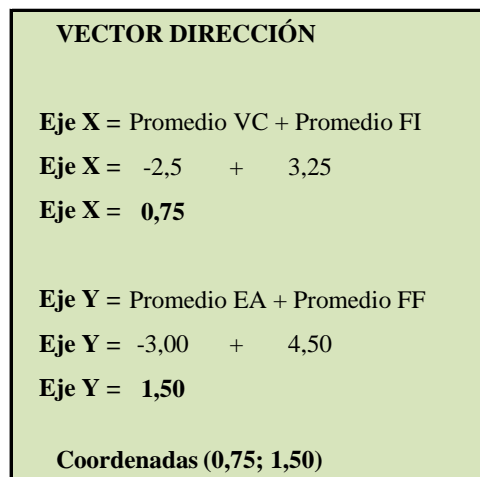 VECTOR DIRECCIÓN
Eje X = Promedio VC + Promedio FI
Eje X = -2,5 + 3,25
Eje X = 0,75
Eje Y = Promedio EA + Promedio FF
Eje Y = -3,00 + 4,50
Eje Y = 1,50
Coordenadas (0,75; 1,50)